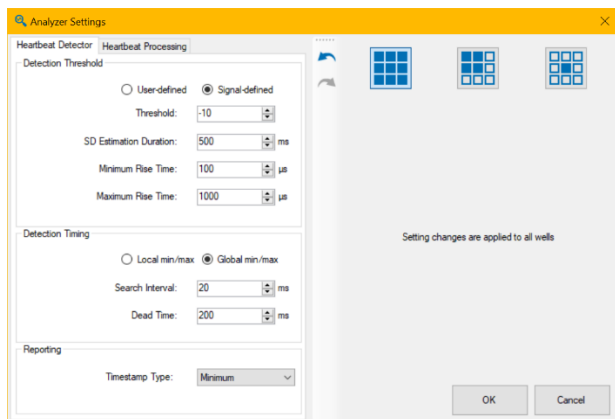 Analyzer Settings
Heartbeat Detector
Heartbeat Processing
Detection Threshold
User-defined
Signal-defined
Threshold:
-10
SD Estimation Duration:
500
ms
Minimum Rise Time:
100
µs
Maximum Rise Time:
1000
µs
Detection Timing
Local min/max
Global min/max
Search Interval:
20
ms
Dead Time:
200
ms
Reporting
Timestamp Type:
Minimum
Setting changes are applied to all wells
OK
Cancel